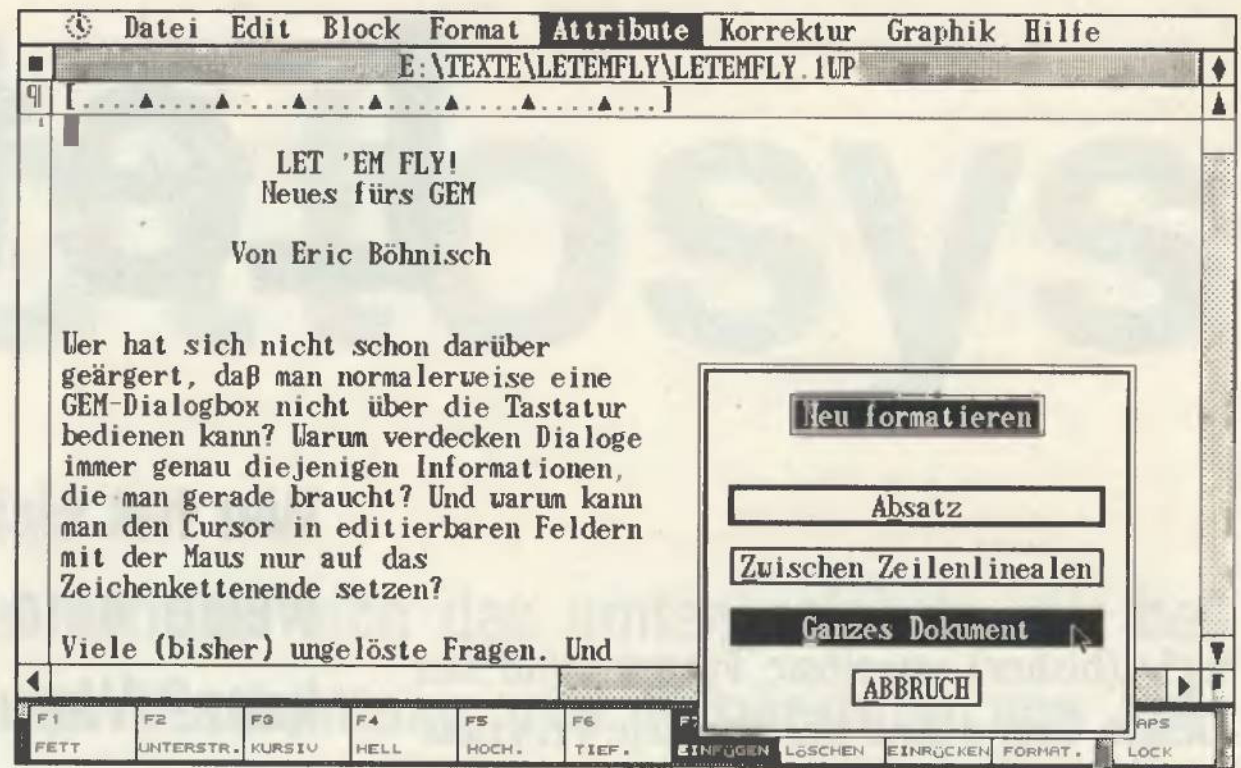 Datei Edit Block Format Attribute Korrektur Graphik Hilfe
E:\TEXTE\LETEMFLY\LETEMFLY.1WP
LET 'EM FLY!
Neues fürs GEM
Von Eric Böhnisch
Wer hat sich nicht schon darüber
geärgert, daß man normalerweise eine
GEM-Dialogbox nicht über die Tastatur
bedienen kann? Warum verdecken Dialoge
immer genau diejenigen Informationen,
die man gerade braucht? Und warum kann
man den Cursor in editierbaren Feldern
mit der Maus nur auf das
Zeichenkettenende setzen?
Viele (bisher) ungelöste Fragen. Und
Neu formatieren
Absatz
Zwischen Zeilenlinealen
Ganzes Dokument
ABBRUCH
F1 F2 F3 F4 F5 F6
FETT UNTERSTR. KURSIV HELL HOCH. TIEF. EINFÜGEN LÖSCHEN EINRÜCKEN FORMAT. LOCK